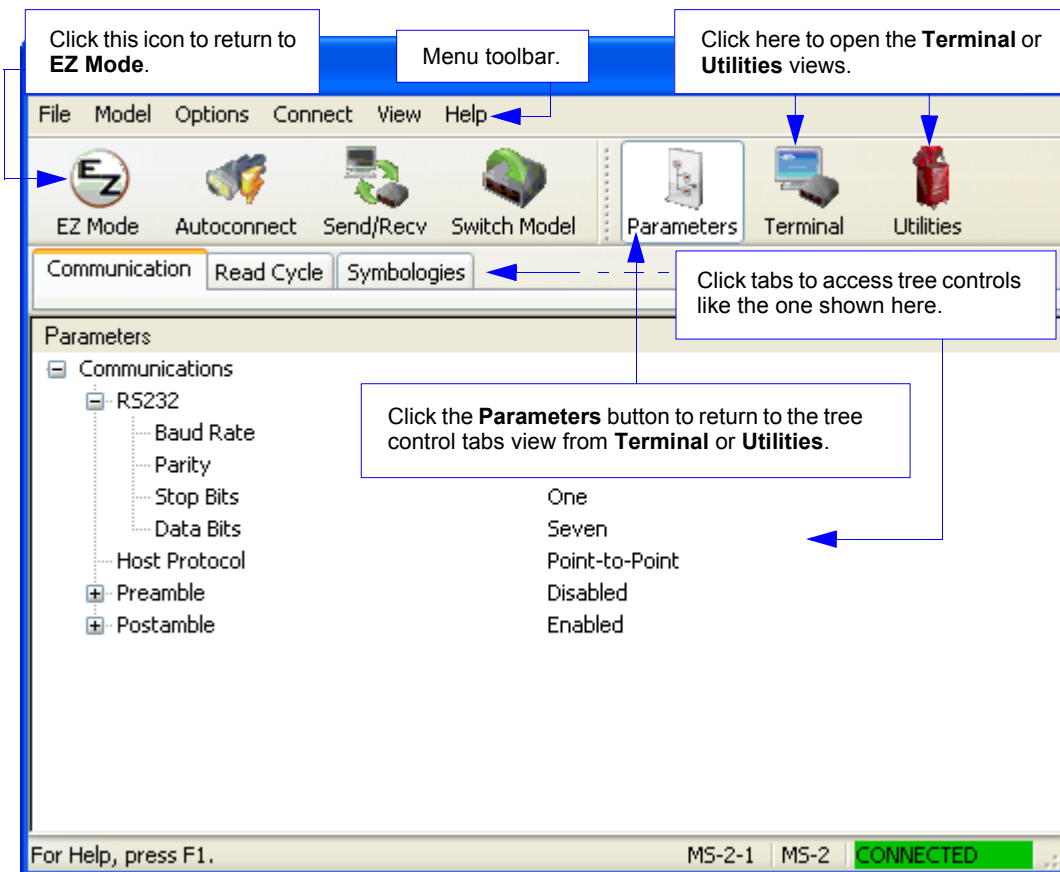 Click this icon to return to
EZ Mode.
Menu toolbar.
Click here to open the Terminal or
Utilities views.
File Model Options Connect View Help
EZ
EZ Mode Autoconnect Send/Recv Switch Model Parameters Terminal Utilities
Communication Read Cycle Symbologies
Click tabs to access tree controls
like the one shown here.
Parameters
Communications
RS232
Baud Rate
Parity
Click the Parameters button to return to the tree
control tabs view from Terminal or Utilities.
Stop Bits One
Data Bits Seven
Host Protocol Point-to-Point
Preamble Disabled
Postamble Enabled
For Help, press F1. MS-2-1 MS-2 CONNECTED